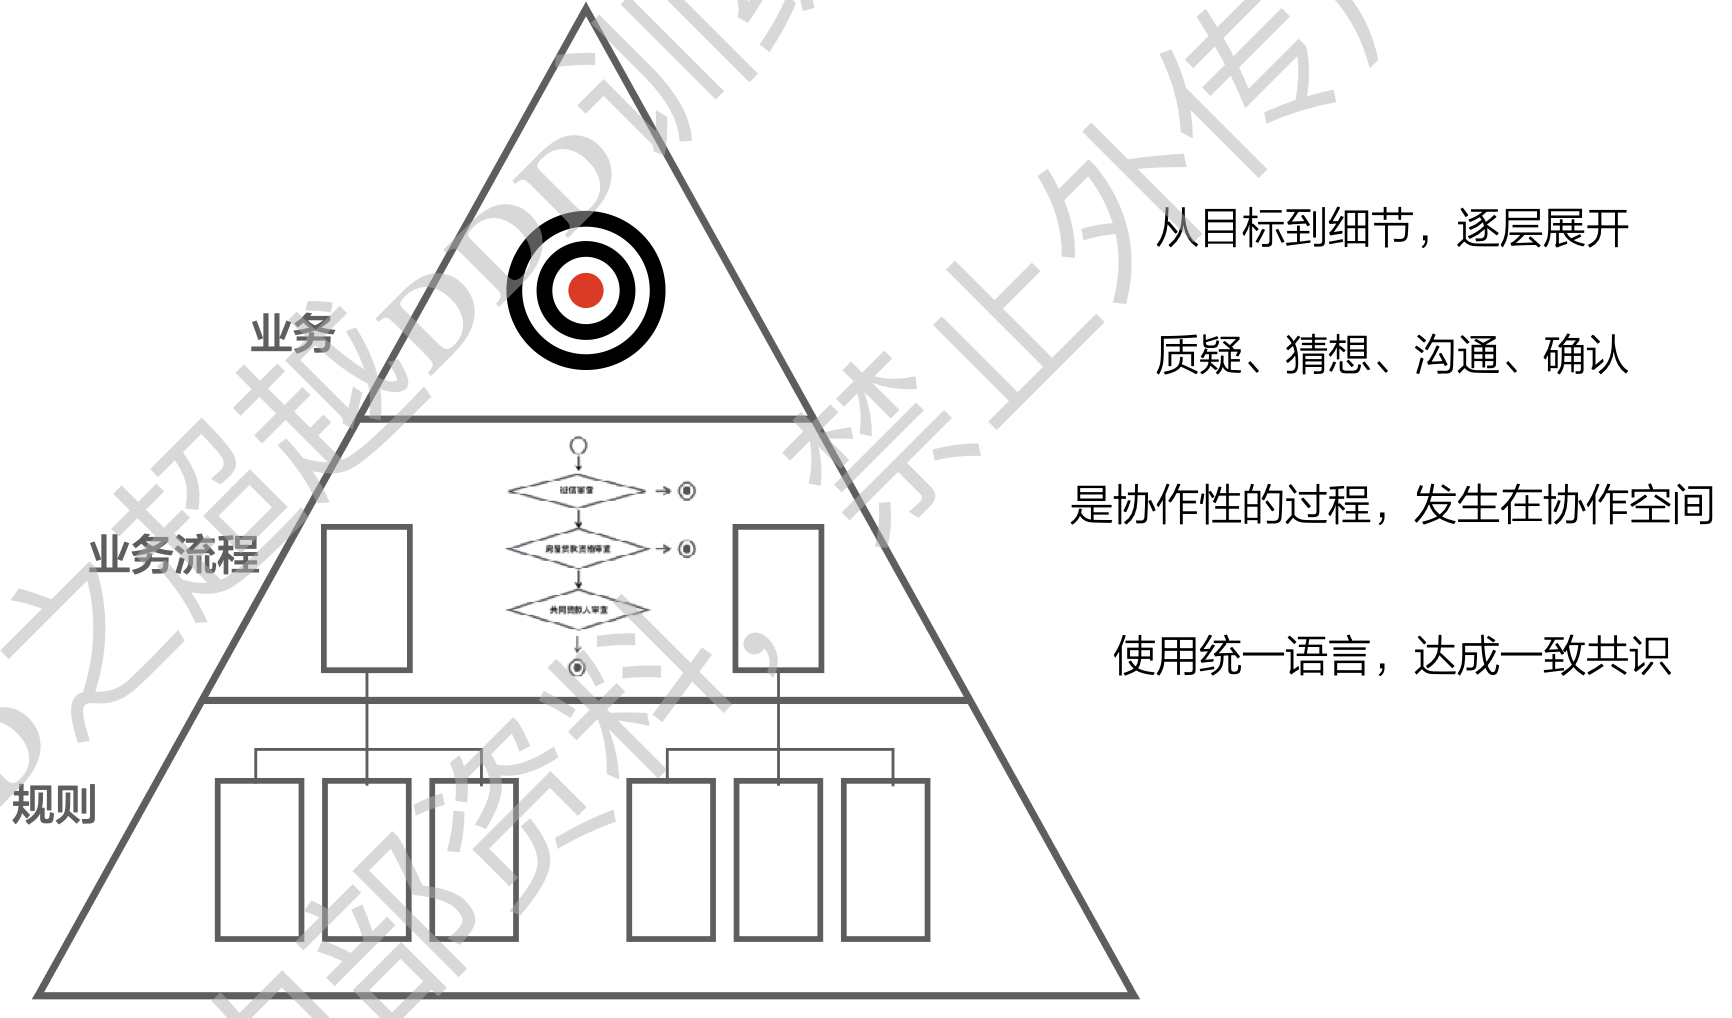 从目标到细节，逐层展开
业务
质疑、猜想、沟通、确认
是协作性的过程，发生在协作空间
征信审查
业务流程
房屋贷款资格审查
共同贷款人审查
使用统一语言，达成一致共识
规则
D之超越DDD训练
内部资料，禁止外传